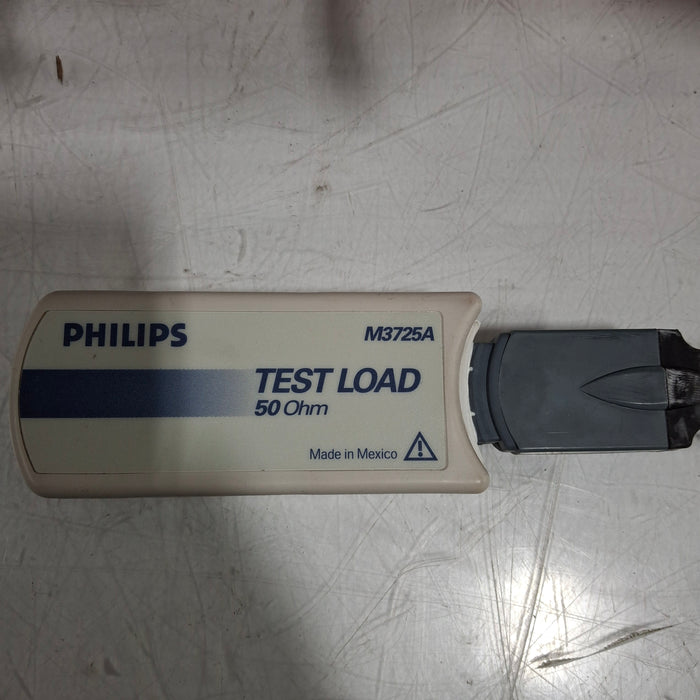 PHILIPS
M3725A
TEST LOAD
50 Ohm
Made in Mexico